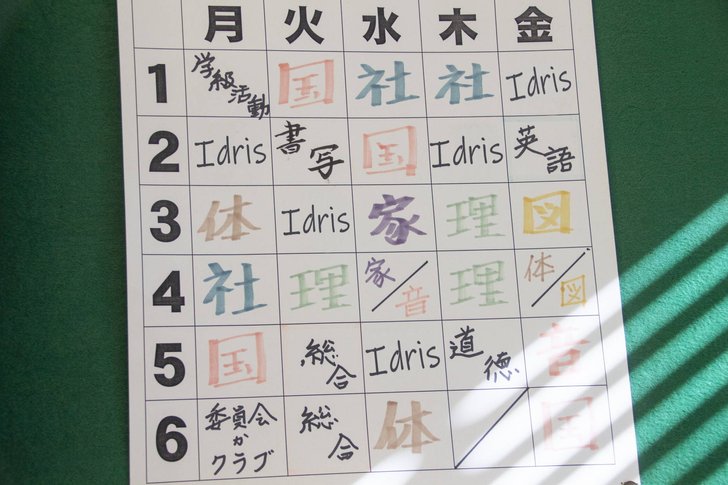 月 火 水 木 金
1 学級活動 国 社 社 Idris
2 Idris 書写 国 Idris 英語
3 体 Idris 家 理 図
4 社 理 家/音 理 体/図
5 国 総合 Idris 道徳 音
6 委員会かクラブ 総合 体 / 国